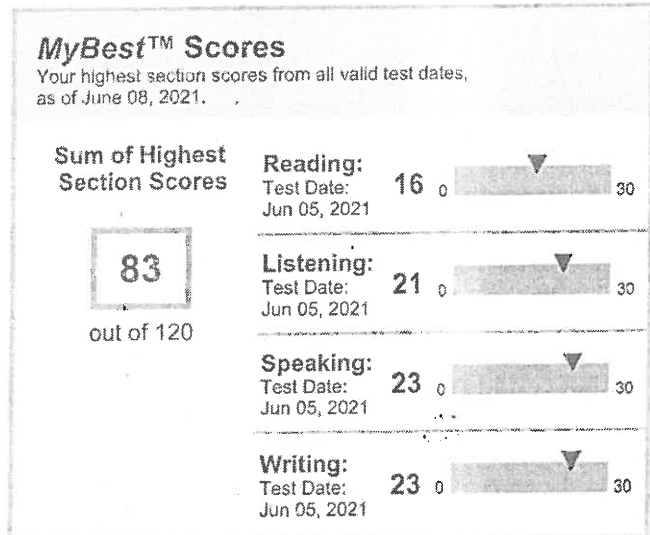 MyBest™ Scores
Your highest section scores from all valid test dates,
as of June 08, 2021.
Sum of Highest
Section Scores
83
out of 120
Reading:
Test Date:
Jun 05, 2021
16
0
30
Listening:
Test Date:
Jun 05, 2021
21
0
30
Speaking:
Test Date:
Jun 05, 2021
23
0
30
Writing:
Test Date:
Jun 05, 2021
23
0
30